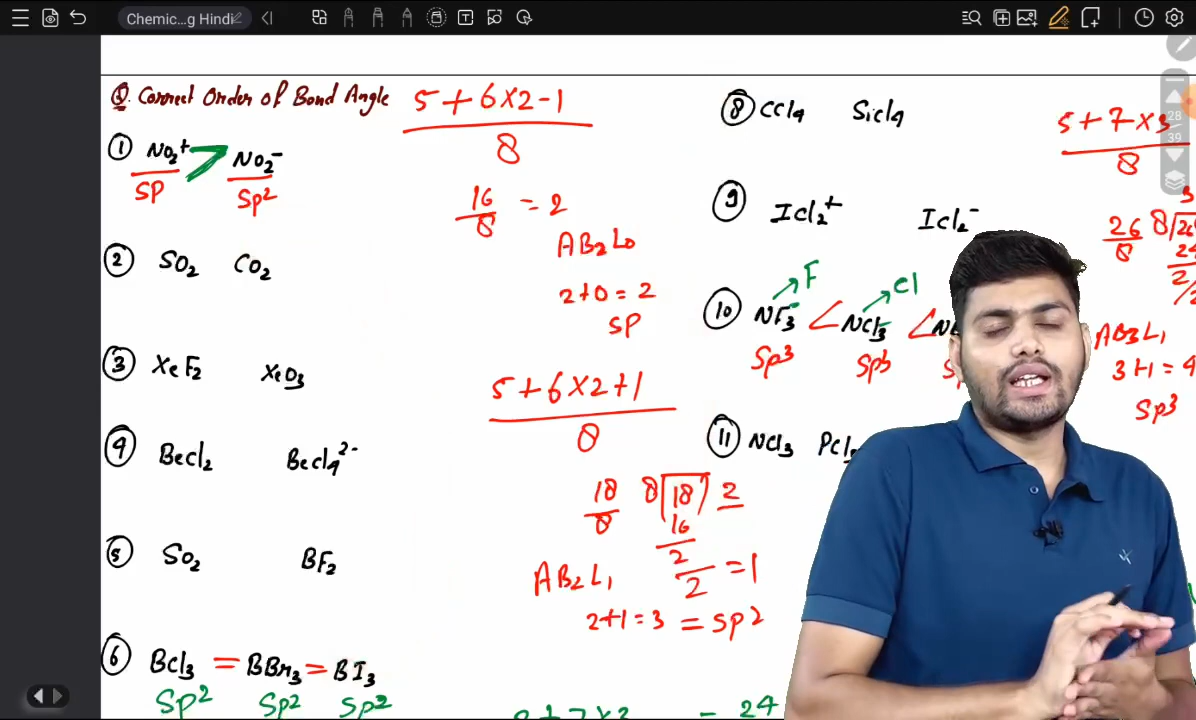 Chemic...g Hindi
Q. Correct Order of Bond Angle
① NO₂⁺ > NO₂⁻
SP SP²
② SO₂ CO₂
③ XeF₂ XeO₃
④ BeCl₂ BeCl₄²⁻
⑤ SO₂ BF₂
⑥ BCl₃ = BBr₃ = BI₃
SP² SP² SP²
5+6×2-1
8
16/8 = 2
AB₂L₀
2+0=2
SP
5+6×2+1
8
18/8 8 18 2
16
2/2 = 1
AB₂L₁
2+1=3 = SP²
= 24
⑧ CCl₄ SiCl₄
⑨ ICl₂⁺ ICl₂⁻
F Cl
⑩ NF₃ < NCl₃ <
SP³ SP³
⑪ NCl₃
5+7×3
8
26/8
AB₃L₁
3+1=4
SP³
28
39